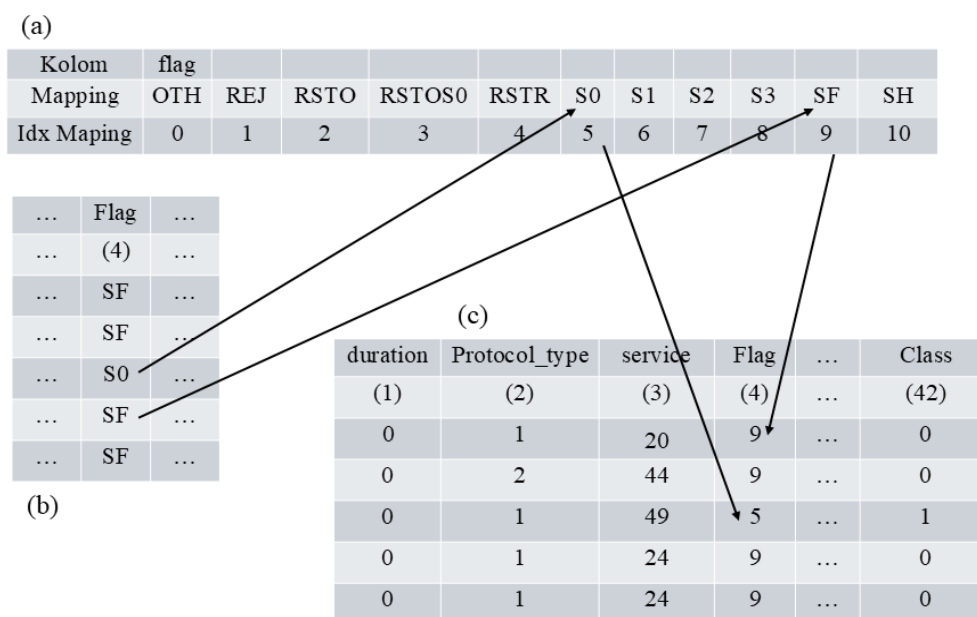 (a)
Kolom flag
Mapping OTH REJ RSTO RSTOS0 RSTR S0 S1 S2 S3 SF SH
Idx Maping 0 1 2 3 4 5 6 7 8 9 10
… Flag …
… (4) …
… SF …
… SF …
… S0 …
… SF …
… SF …
(b)
(c)
duration Protocol_type service Flag … Class
(1) (2) (3) (4) … (42)
0 1 20 9 … 0
0 2 44 9 … 0
0 1 49 5 … 1
0 1 24 9 … 0
0 1 24 9 … 0